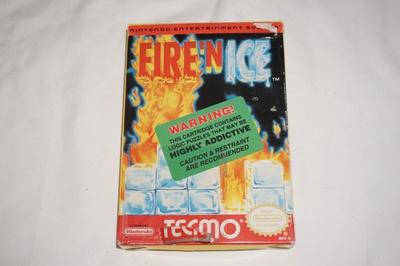 NINTENDO ENTERTAINMENT SYSTEM
FIRE'N
ICE
TM
WARNING!
THIS CARTRIDGE CONTAINS
LOGIC PUZZLES THAT MAY BE
HIGHLY ADDICTIVE
CAUTION & RESTRAINT
ARE RECOMMENDED
TECMO
Nintendo
REV-A